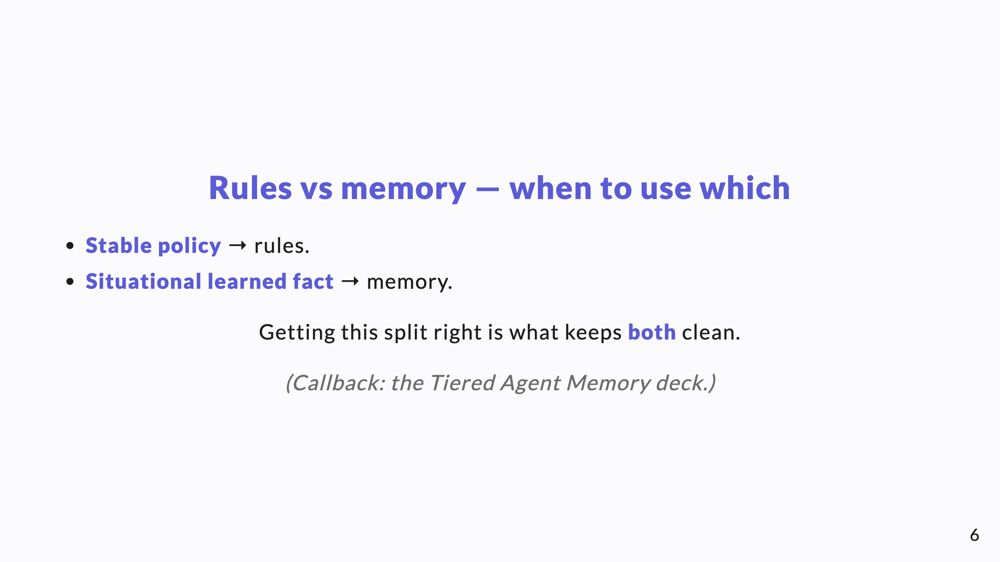 Rules vs memory — when to use which
• Stable policy → rules.
• Situational learned fact → memory.
Getting this split right is what keeps both clean.
(Callback: the Tiered Agent Memory deck.)
6